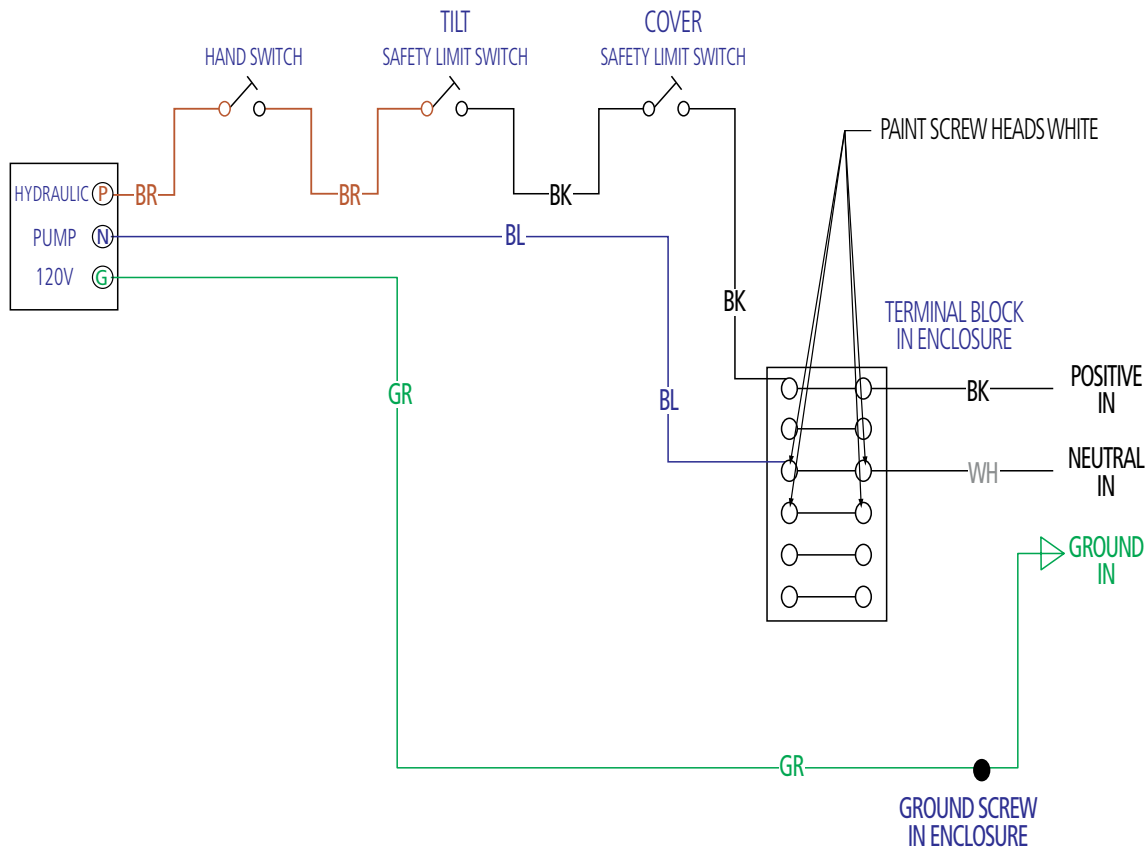 TILT
COVER
HAND SWITCH
SAFETY LIMIT SWITCH
SAFETY LIMIT SWITCH
PAINT SCREW HEADS WHITE
HYDRAULIC P
BR
BR
BK
PUMP N
BL
120V G
BK
TERMINAL BLOCK
IN ENCLOSURE
GR
BL
BK
POSITIVE
IN
WH
NEUTRAL
IN
GROUND
IN
GR
GROUND SCREW
IN ENCLOSURE